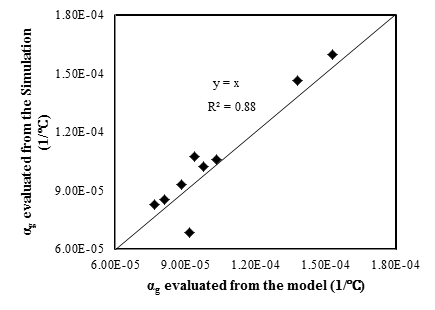 1.80E-04
1.50E-04
1.20E-04
9.00E-05
6.00E-05
αg evaluated from the Simulation
(1/°C)
y = x
R² = 0.88
6.00E-05 9.00E-05 1.20E-04 1.50E-04 1.80E-04
αg evaluated from the model (1/°C)